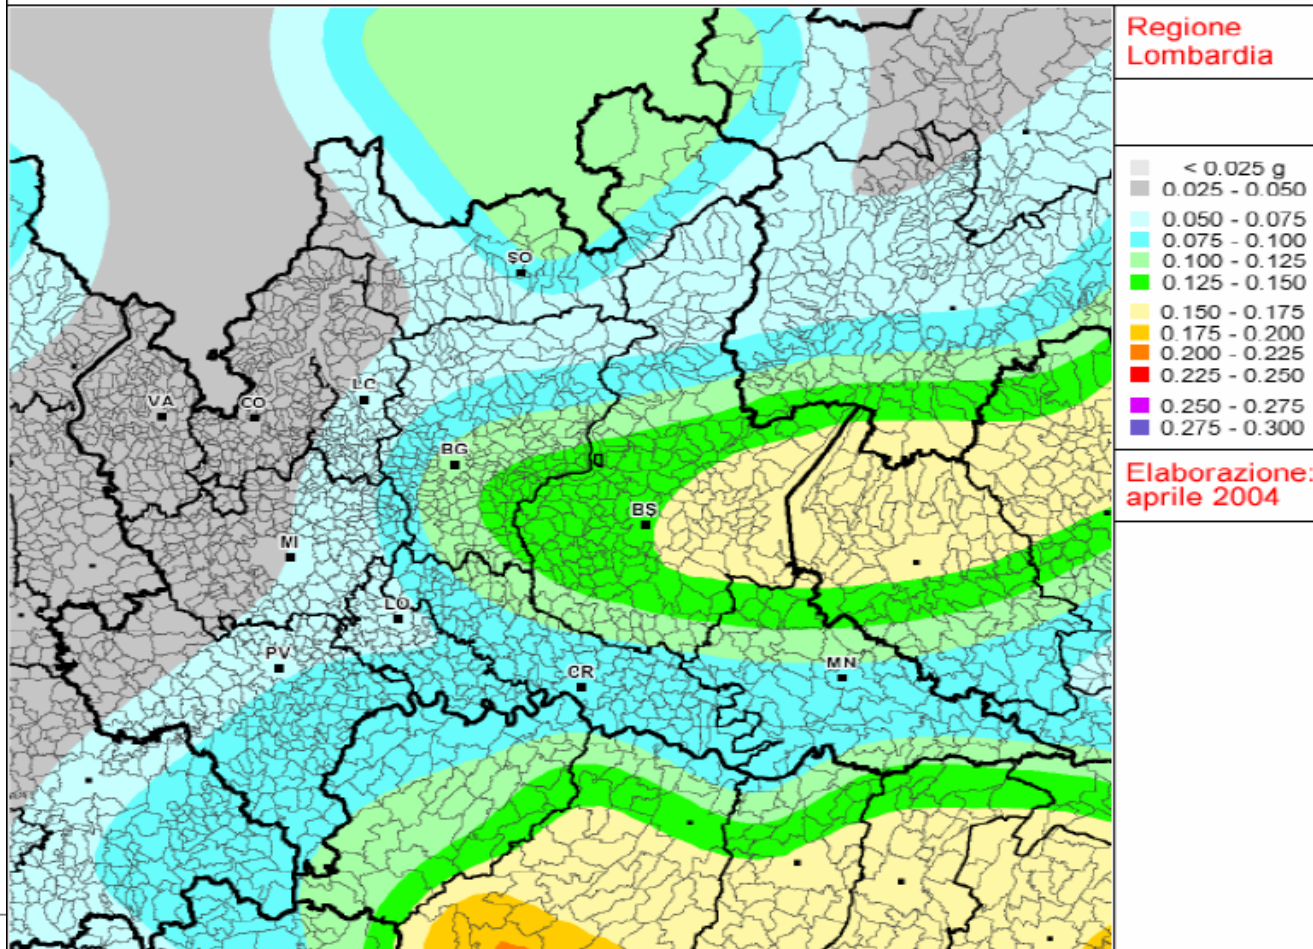 Regione
Lombardia
< 0.025 g
0.025 - 0.050
0.050 - 0.075
0.075 - 0.100
0.100 - 0.125
0.125 - 0.150
0.150 - 0.175
0.175 - 0.200
0.200 - 0.225
0.225 - 0.250
0.250 - 0.275
0.275 - 0.300
Elaborazione:
aprile 2004
SO
LC
VA
CO
BG
BS
MI
LO
PV
CR
MN